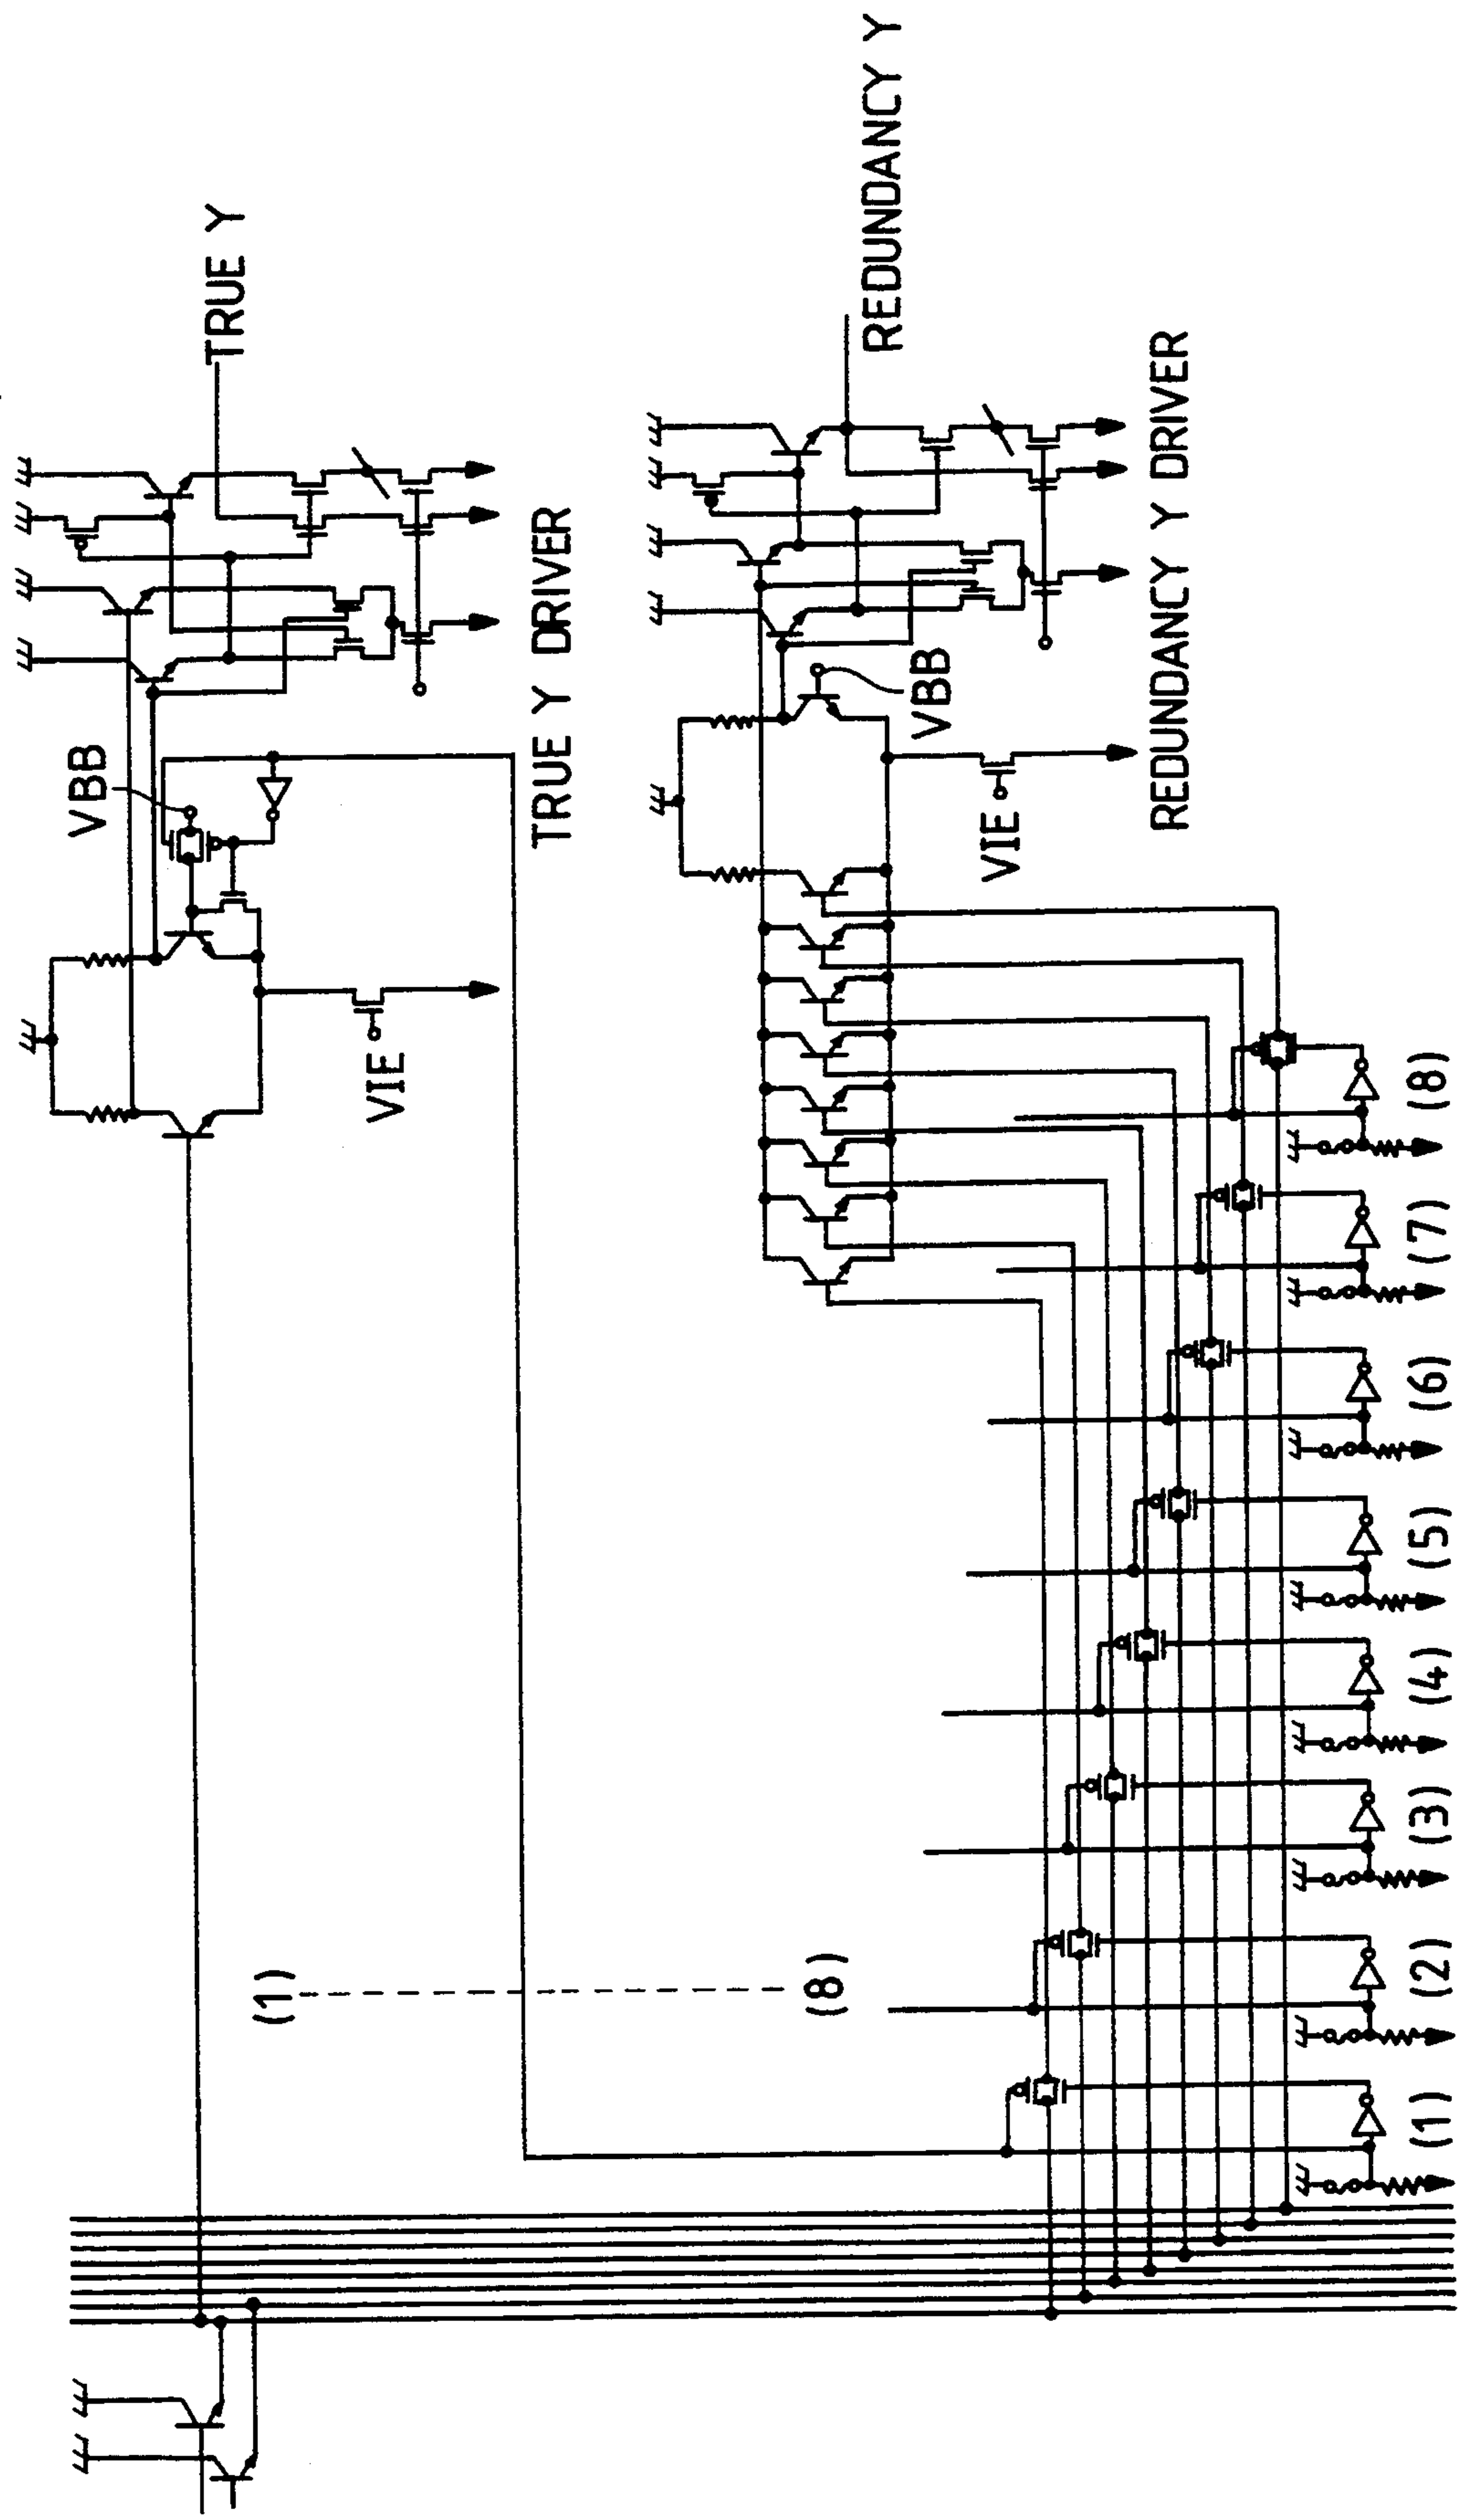 TRUE Y
VBB
TRUE Y DRIVER
VIE
REDUNDANCY Y
VBB
VIE
REDUNDANCY Y DRIVER
(1)
(8)
(1)
(2)
(3)
(4)
(5)
(6)
(7)
(8)